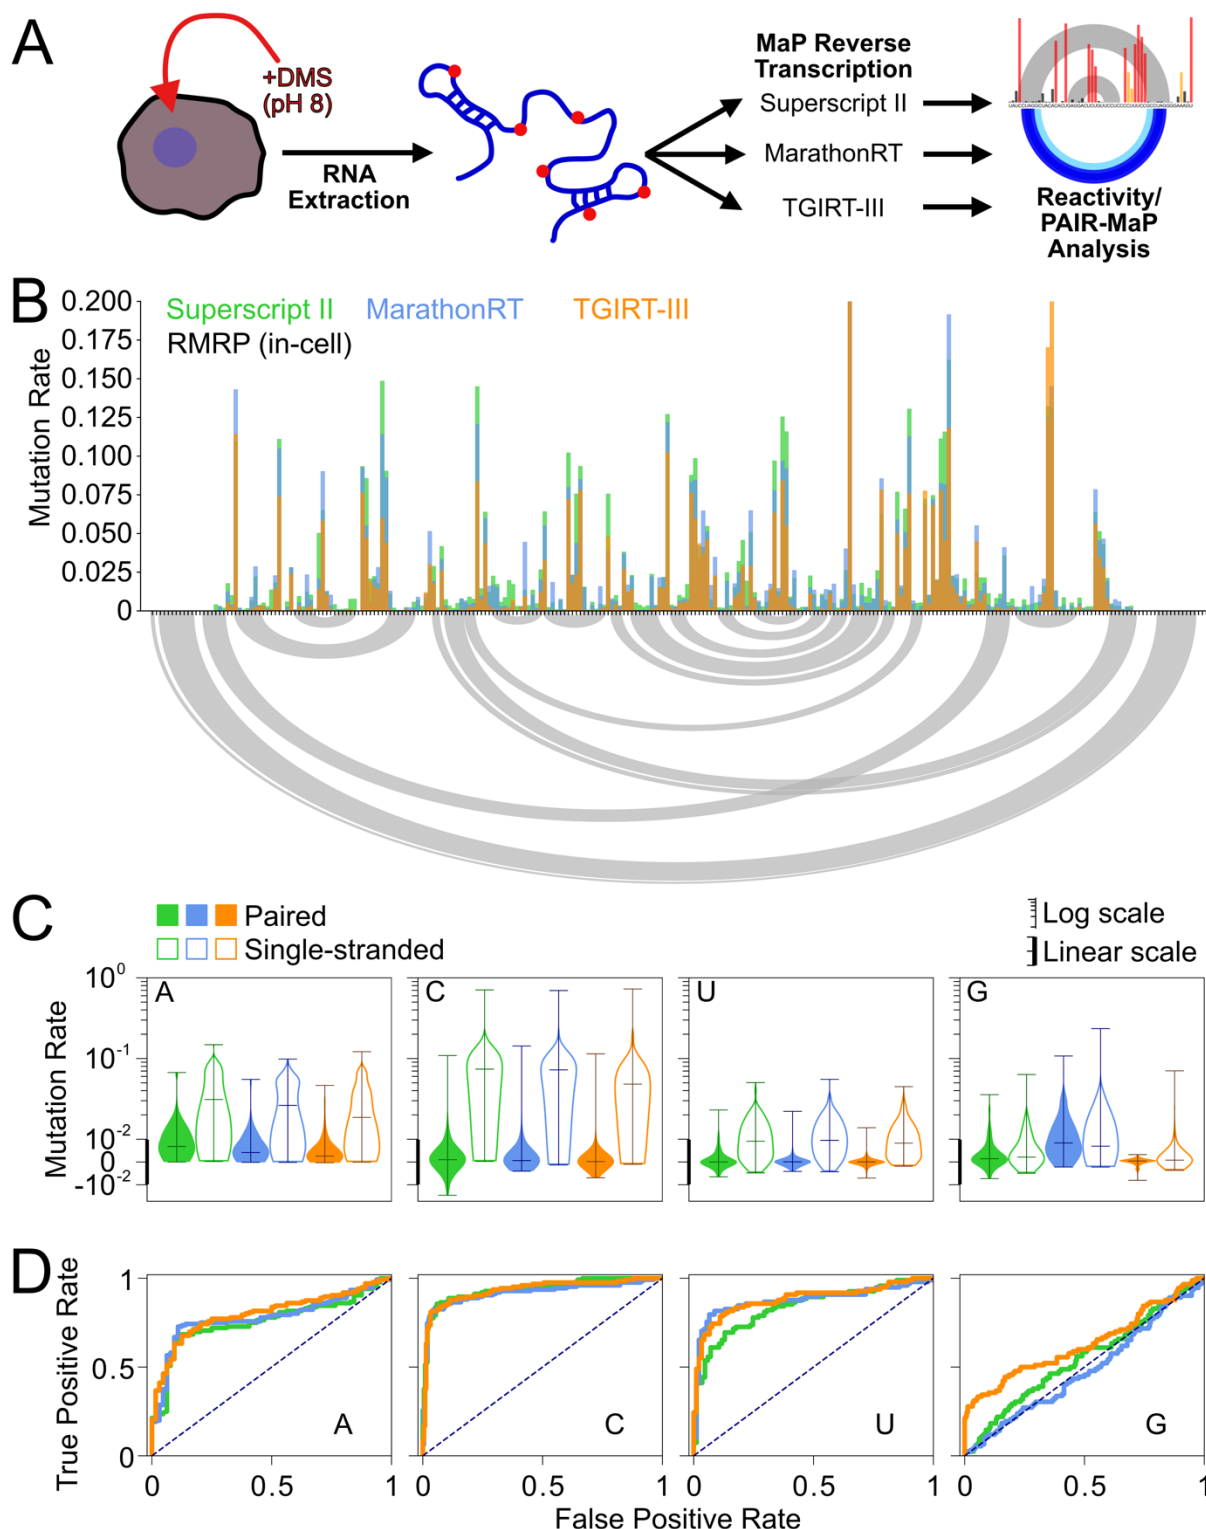 A
+DMS
(pH 8)
RNA
Extraction
MaP Reverse
Transcription
Superscript II
MarathonRT
TGIRT-III
Reactivity/
PAIR-MaP
Analysis
B
Superscript II MarathonRT TGIRT-III
RMRP (in-cell)
Mutation Rate
0.200
0.175
0.150
0.125
0.100
0.075
0.050
0.025
0
C
Paired
Single-stranded
Log scale
Linear scale
Mutation Rate
10⁰
10⁻¹
10⁻²
0
-10⁻²
A C U G
D
True Positive Rate
1
0.5
0
A C U G
0 0.5 1 0 0.5 1 0 0.5 1 0 0.5 1
False Positive Rate